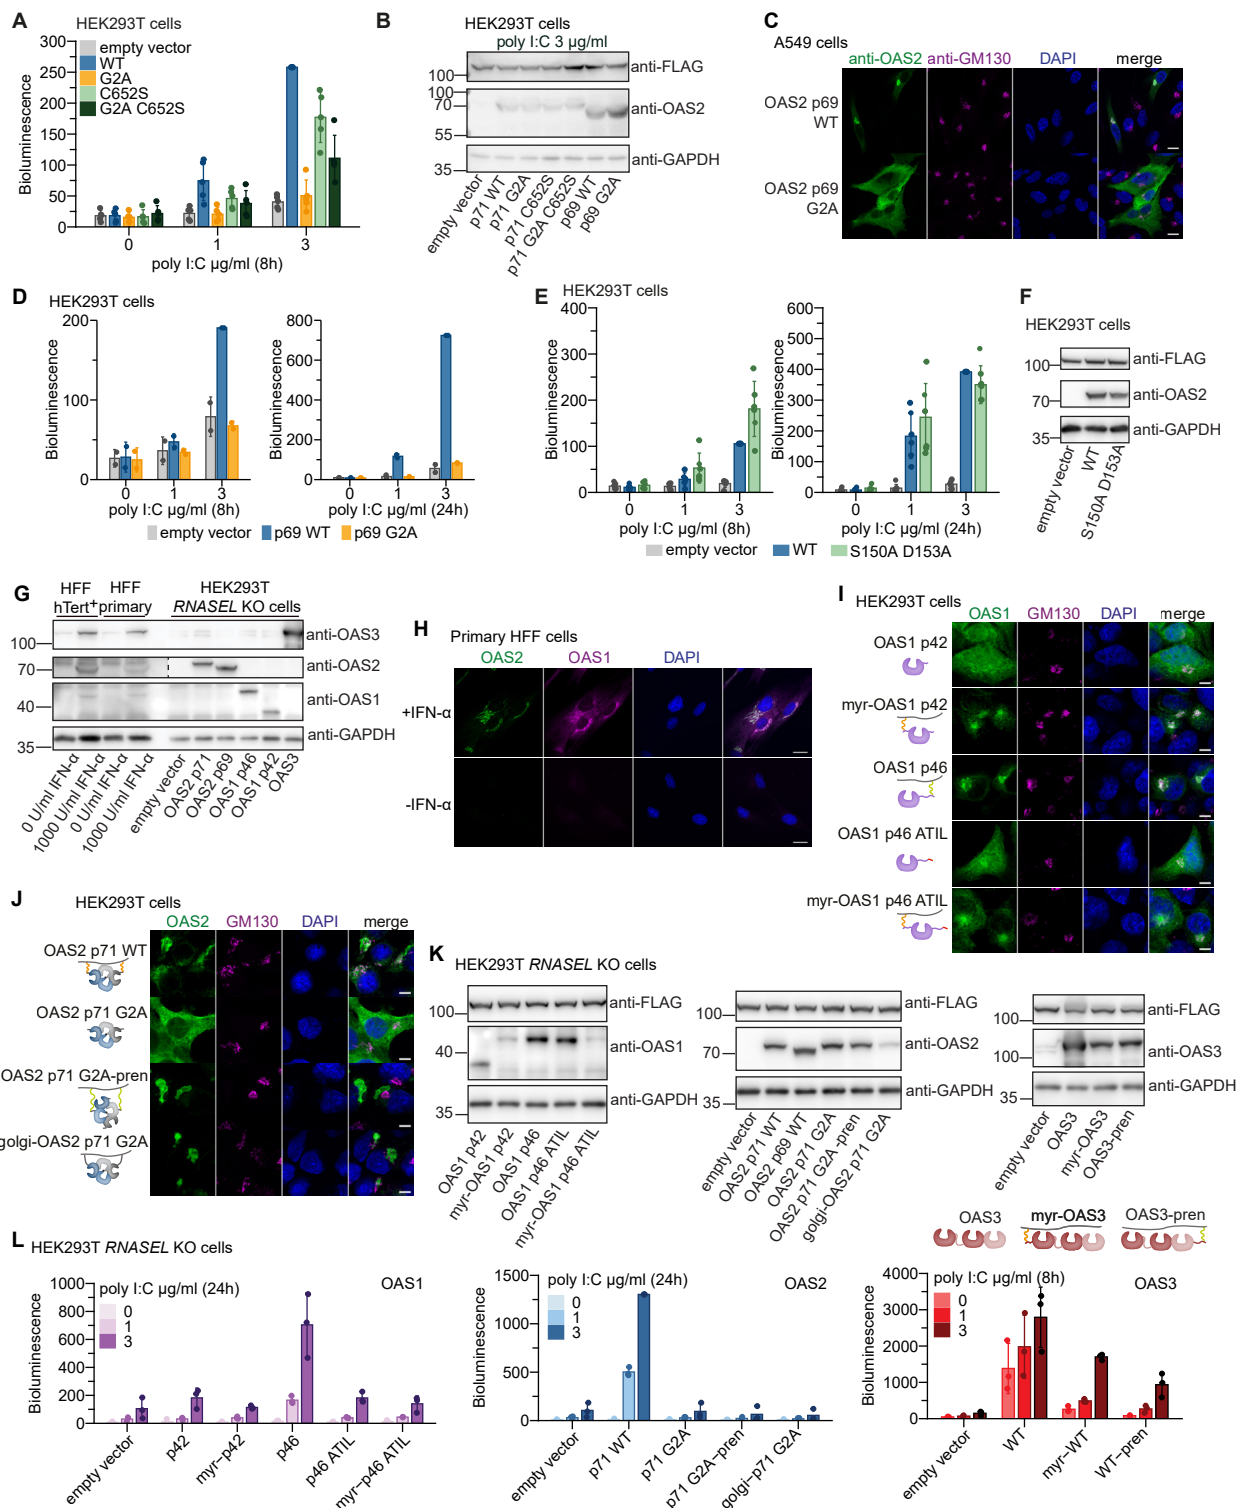 A
HEK293T cells
empty vector
WT
G2A
C652S
G2A C652S
Bioluminescence
300
250
200
150
100
50
0
0 1 3
poly I:C µg/ml (8h)
B
HEK293T cells
poly I:C 3 µg/ml
100
anti-FLAG
100
70
55
anti-OAS2
35
anti-GAPDH
empty vector
p71 WT
p71 G2A
p71 C652S
p71 G2A C652S
p69 WT
p69 G2A
C
A549 cells
anti-OAS2 anti-GM130 DAPI merge
OAS2 p69
WT
OAS2 p69
G2A
D
HEK293T cells
Bioluminescence
200
100
0
0 1 3
poly I:C µg/ml (8h)
Bioluminescence
800
600
400
200
0
0 1 3
poly I:C µg/ml (24h)
empty vector p69 WT p69 G2A
E
HEK293T cells
Bioluminescence
400
300
200
100
0
0 1 3
poly I:C µg/ml (8h)
Bioluminescence
600
500
400
300
200
100
0
0 1 3
poly I:C µg/ml (24h)
empty vector WT S150A D153A
F
HEK293T cells
100
anti-FLAG
70
anti-OAS2
35
anti-GAPDH
empty vector
WT
S150A D153A
G
HFF
hTert+
HFF
primary
HEK293T
RNASEL KO cells
100
anti-OAS3
70
anti-OAS2
40
anti-OAS1
35
anti-GAPDH
0 U/ml IFN-α
1000 U/ml IFN-α
0 U/ml IFN-α
1000 U/ml IFN-α
empty vector
OAS2 p71
OAS2 p69
OAS1 p46
OAS1 p42
OAS3
H
Primary HFF cells
OAS2 OAS1 DAPI
+IFN-α
-IFN-α
I
HEK293T cells
OAS1 GM130 DAPI merge
OAS1 p42
myr-OAS1 p42
OAS1 p46
OAS1 p46 ATIL
myr-OAS1 p46 ATIL
J
HEK293T cells
OAS2 GM130 DAPI merge
OAS2 p71 WT
OAS2 p71 G2A
OAS2 p71 G2A-pren
golgi-OAS2 p71 G2A
K
HEK293T RNASEL KO cells
100
anti-FLAG
40
anti-OAS1
35
anti-GAPDH
OAS1 p42
myr-OAS1 p42
OAS1 p46
OAS1 p46 ATIL
myr-OAS1 p46 ATIL
100
anti-FLAG
70
anti-OAS2
35
anti-GAPDH
empty vector
OAS2 p71 WT
OAS2 p69 WT
OAS2 p71 G2A
OAS2 p71 G2A-pren
golgi-OAS2 p71 G2A
100
anti-FLAG
100
anti-OAS3
35
anti-GAPDH
empty vector
OAS3
myr-OAS3
OAS3-pren
OAS3 myr-OAS3 OAS3-pren
L
HEK293T RNASEL KO cells
Bioluminescence
1000
800
600
400
200
0
poly I:C µg/ml (24h)
0
1
3
OAS1
empty vector
p42
myr-p42
p46
p46 ATIL
myr-p46 ATIL
Bioluminescence
1500
1000
500
0
poly I:C µg/ml (24h)
0
1
3
OAS2
empty vector
p71 WT
p71 G2A
p71 G2A-pren
golgi-p71 G2A
Bioluminescence
4000
3000
2000
1000
0
poly I:C µg/ml (8h)
0
1
3
OAS3
empty vector
WT
myr-WT
WT-pren